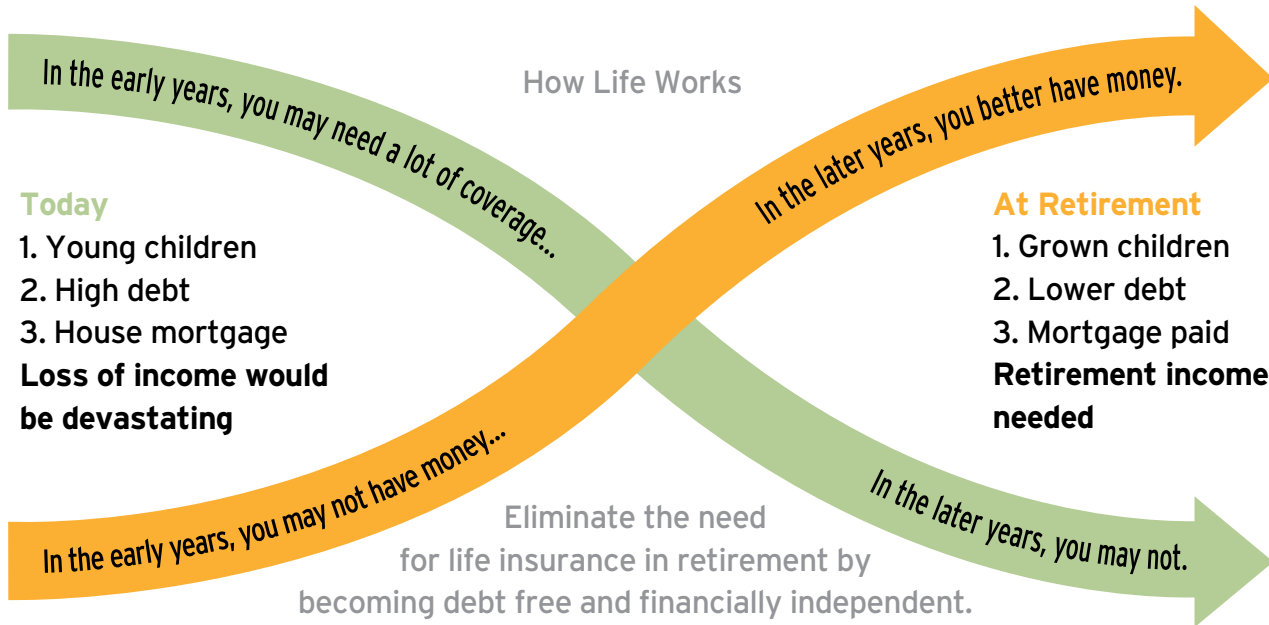 How Life Works
In the early years, you may need a lot of coverage...
In the later years, you better have money.
Today
1. Young children
2. High debt
3. House mortgage
Loss of income would
be devastating
At Retirement
1. Grown children
2. Lower debt
3. Mortgage paid
Retirement income
needed
In the early years, you may not have money...
In the later years, you may not.
Eliminate the need
for life insurance in retirement by
becoming debt free and financially independent.